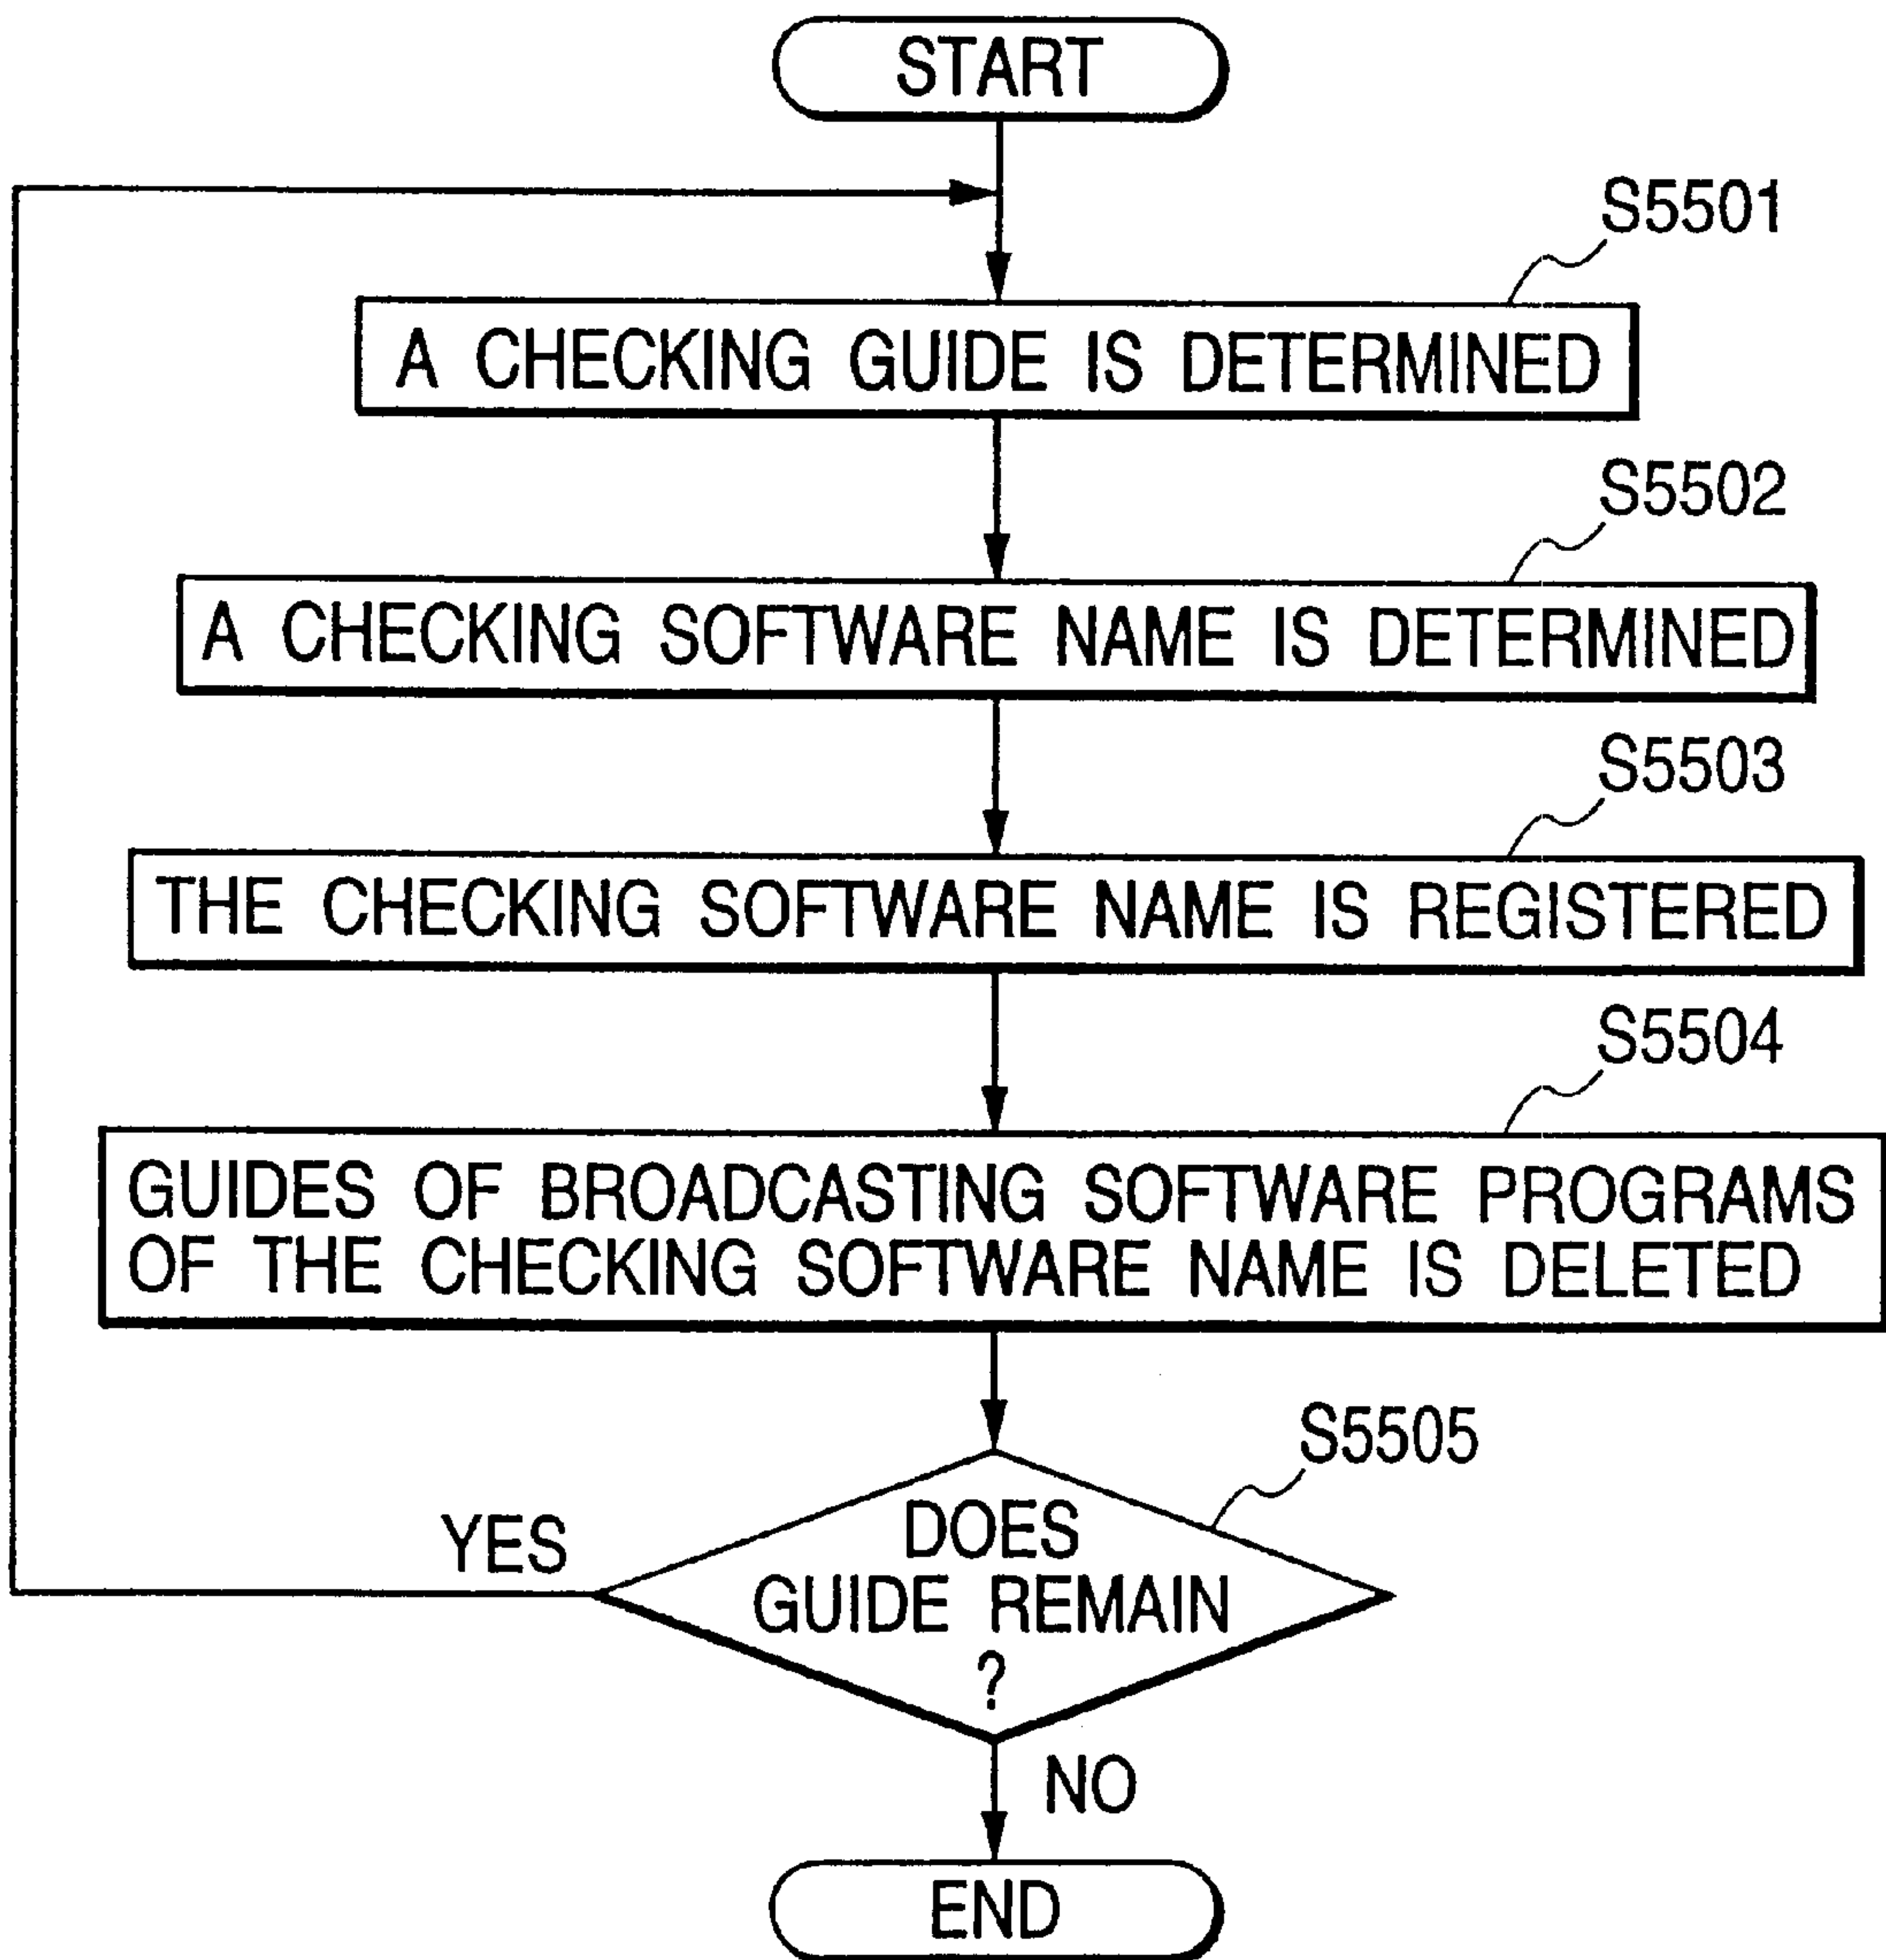 START
S5501
A CHECKING GUIDE IS DETERMINED
S5502
A CHECKING SOFTWARE NAME IS DETERMINED
S5503
THE CHECKING SOFTWARE NAME IS REGISTERED
S5504
GUIDES OF BROADCASTING SOFTWARE PROGRAMS
OF THE CHECKING SOFTWARE NAME IS DELETED
S5505
DOES
GUIDE REMAIN
?
YES
NO
END